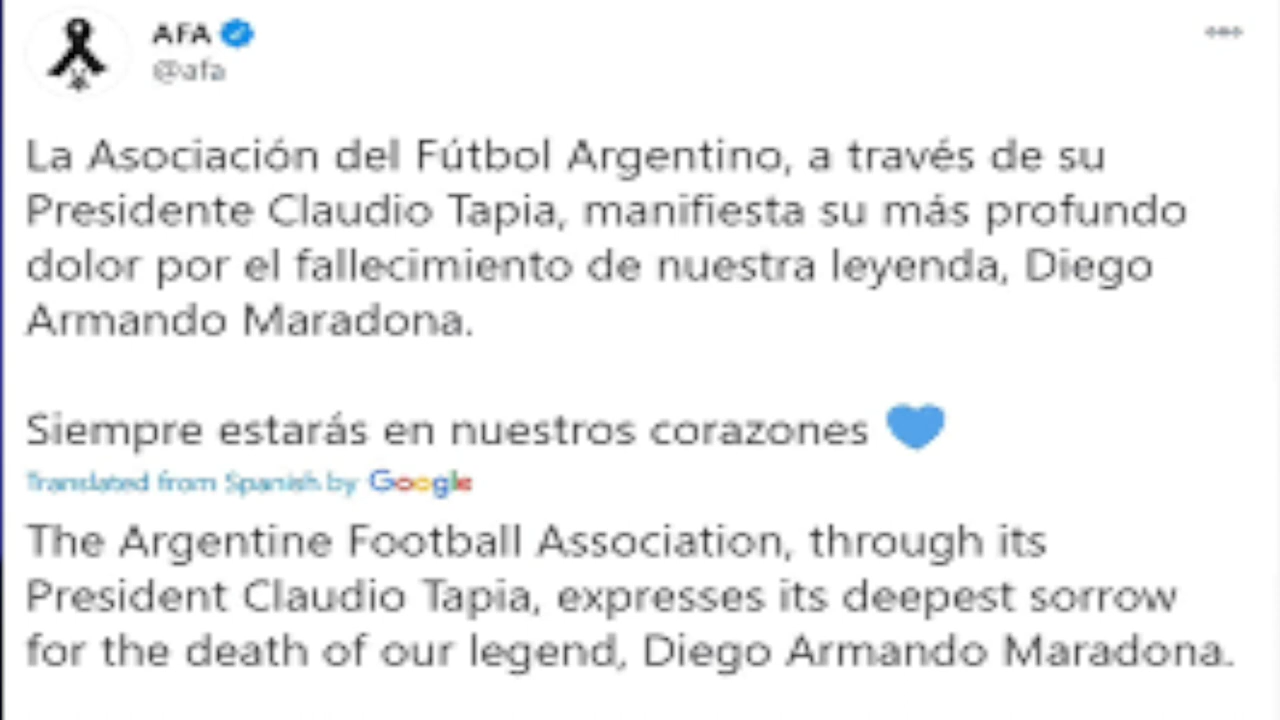 AFA
@afa
La Asociación del Fútbol Argentino, a través de su
Presidente Claudio Tapia, manifiesta su más profundo
dolor por el fallecimiento de nuestra leyenda, Diego
Armando Maradona.
Siempre estarás en nuestros corazones 💙
Translated from Spanish by Google
The Argentine Football Association, through its
President Claudio Tapia, expresses its deepest sorrow
for the death of our legend, Diego Armando Maradona.